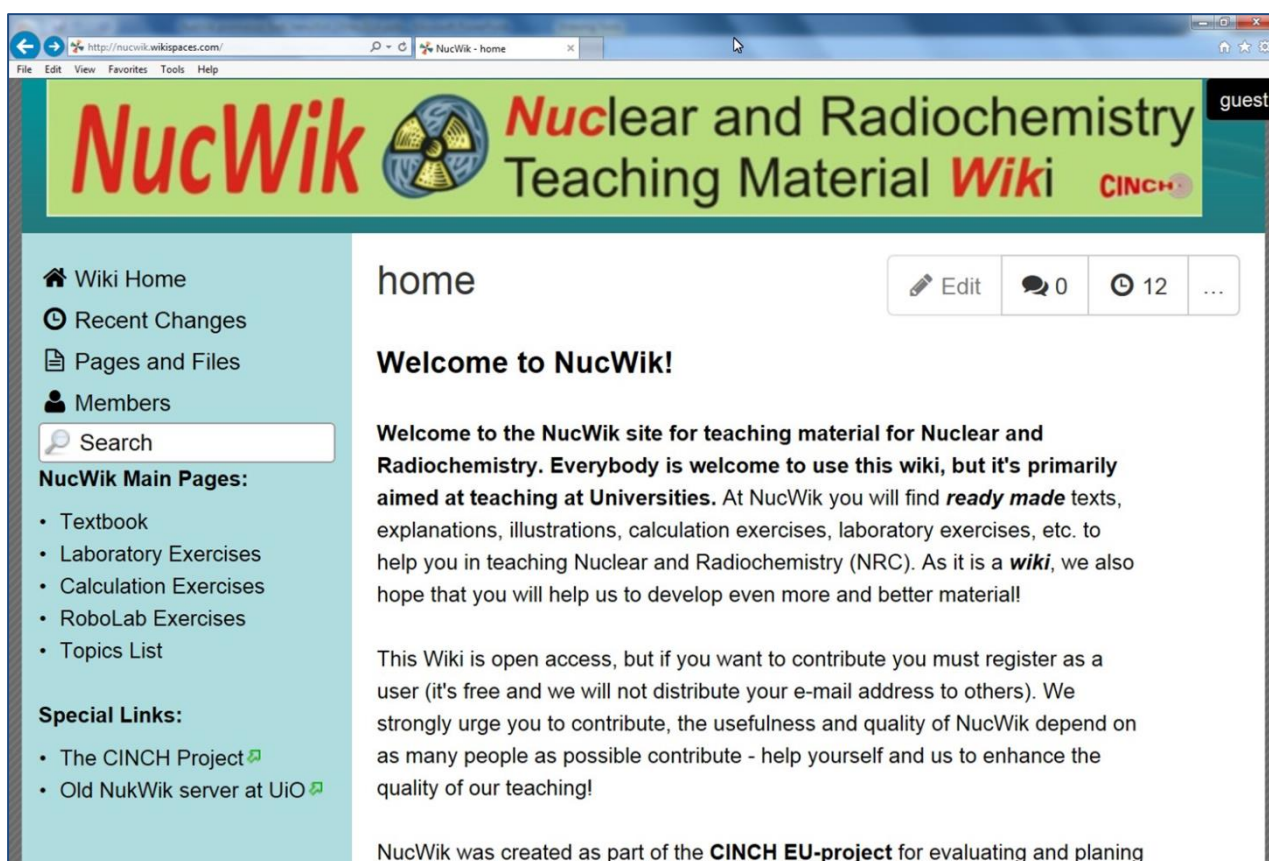 http://nucwik.wikispaces.com/
NucWik - home
File Edit View Favorites Tools Help
NucWik
Nuclear and Radiochemistry
Teaching Material Wiki
CINCH
guest
Wiki Home
Recent Changes
Pages and Files
Members
Search
NucWik Main Pages:
• Textbook
• Laboratory Exercises
• Calculation Exercises
• RoboLab Exercises
• Topics List
Special Links:
• The CINCH Project
• Old NukWik server at UiO
home
Edit 0 12 ...
Welcome to NucWik!
Welcome to the NucWik site for teaching material for Nuclear and
Radiochemistry. Everybody is welcome to use this wiki, but it's primarily
aimed at teaching at Universities. At NucWik you will find ready made texts,
explanations, illustrations, calculation exercises, laboratory exercises, etc. to
help you in teaching Nuclear and Radiochemistry (NRC). As it is a wiki, we also
hope that you will help us to develop even more and better material!
This Wiki is open access, but if you want to contribute you must register as a
user (it's free and we will not distribute your e-mail address to others). We
strongly urge you to contribute, the usefulness and quality of NucWik depend on
as many people as possible contribute - help yourself and us to enhance the
quality of our teaching!
NucWik was created as part of the CINCH EU-project for evaluating and planing